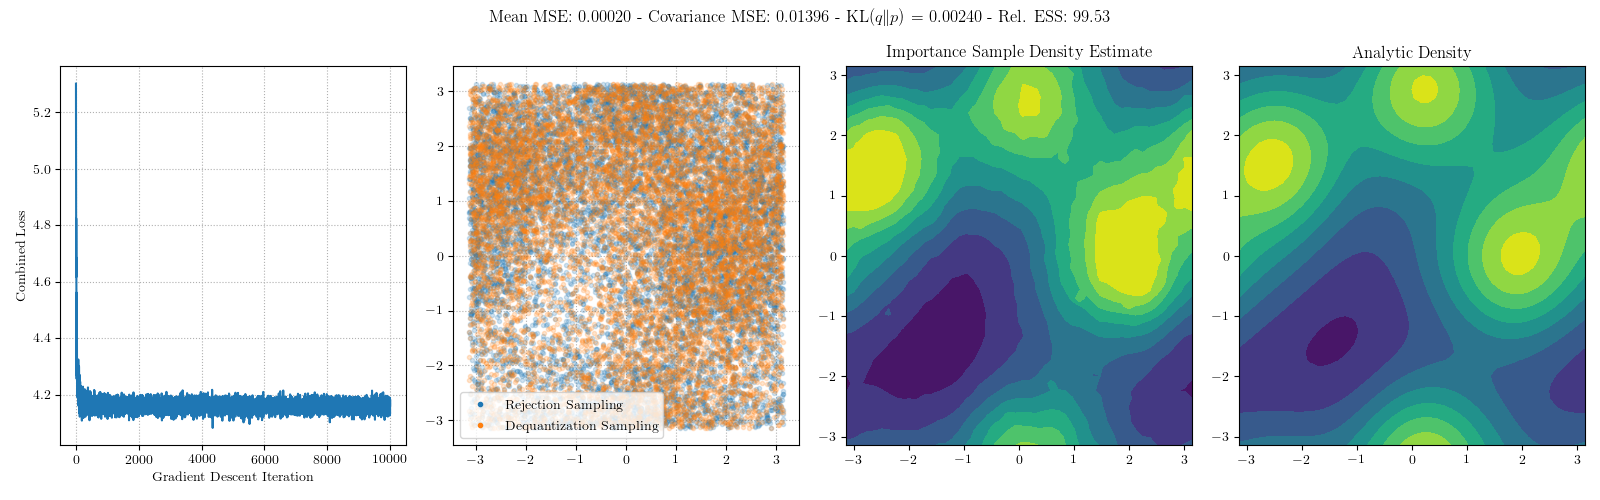 Mean MSE: 0.00020 - Covariance MSE: 0.01396 - KL(q‖p) = 0.00240 - Rel. ESS: 99.53
Combined Loss
5.2
5.0
4.8
4.6
4.4
4.2
0 2000 4000 6000 8000 10000
Gradient Descent Iteration
3
2
1
0
−1
−2
−3
Rejection Sampling
Dequantization Sampling
−3 −2 −1 0 1 2 3
Importance Sample Density Estimate
3
2
1
0
−1
−2
−3
−3 −2 −1 0 1 2 3
Analytic Density
3
2
1
0
−1
−2
−3
−3 −2 −1 0 1 2 3